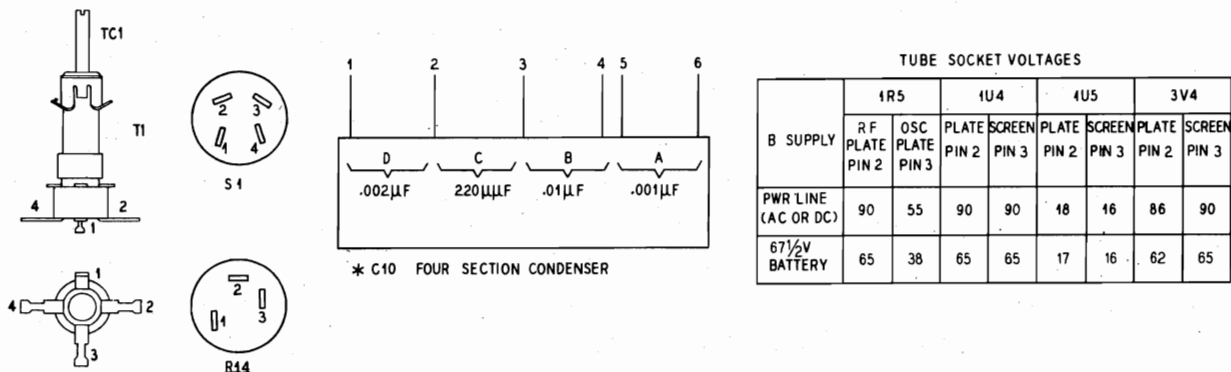 TC1
T1
4 2
1
1
4 2
3
2 3
1 4
S1
2
1 3
R14
1 2 3 4 5 6
D C B A
.002µF 220µµF .01µF .001µF
* C10 FOUR SECTION CONDENSER
TUBE SOCKET VOLTAGES
B SUPPLY 1R5 1U4 1U5 3V4
RF PLATE PIN 2 OSC PLATE PIN 3 PLATE PIN 2 SCREEN PIN 3 PLATE PIN 2 SCREEN PIN 3 PLATE PIN 2 SCREEN PIN 3
PWR LINE (AC OR DC) 90 55 90 90 18 16 86 90
67½V BATTERY 65 38 65 65 17 16 62 65